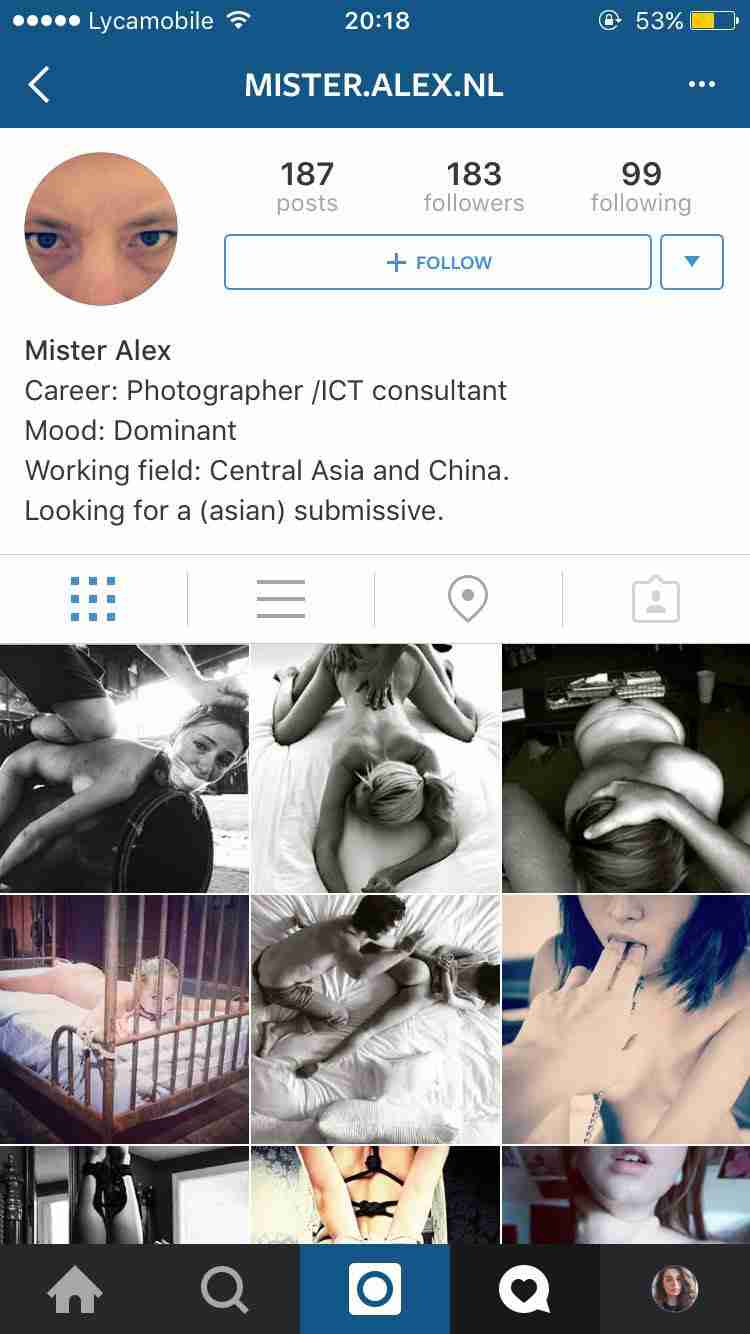 Lycamobile 20:18 53%
MISTER.ALEX.NL
187 183 99
posts followers following
+ FOLLOW
Mister Alex
Career: Photographer /ICT consultant
Mood: Dominant
Working field: Central Asia and China.
Looking for a (asian) submissive.